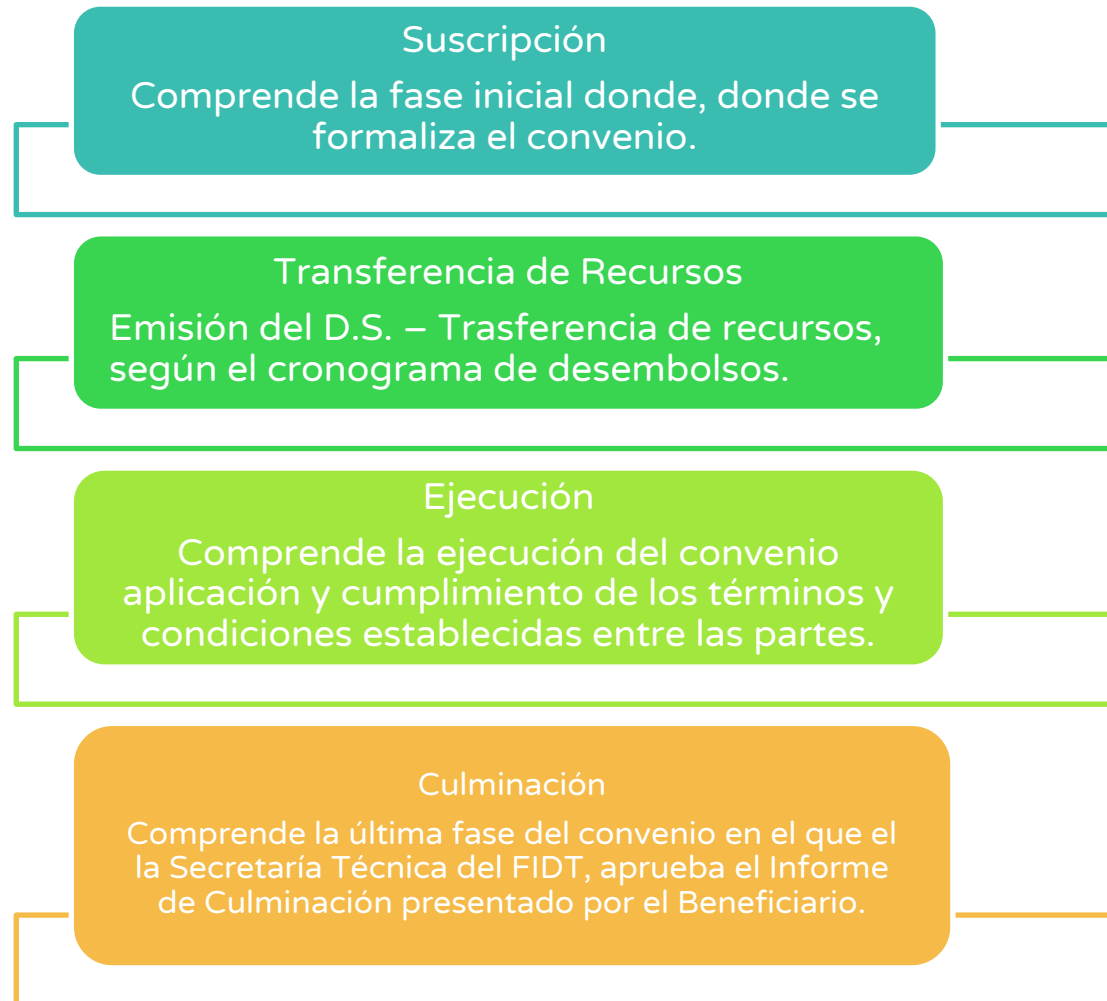 Suscripción
Comprende la fase inicial donde, donde se
formaliza el convenio.
Transferencia de Recursos
Emisión del D.S. – Trasferencia de recursos,
según el cronograma de desembolsos.
Ejecución
Comprende la ejecución del convenio
aplicación y cumplimiento de los términos y
condiciones establecidas entre las partes.
Culminación
Comprende la última fase del convenio en el que el
la Secretaría Técnica del FIDT, aprueba el Informe
de Culminación presentado por el Beneficiario.